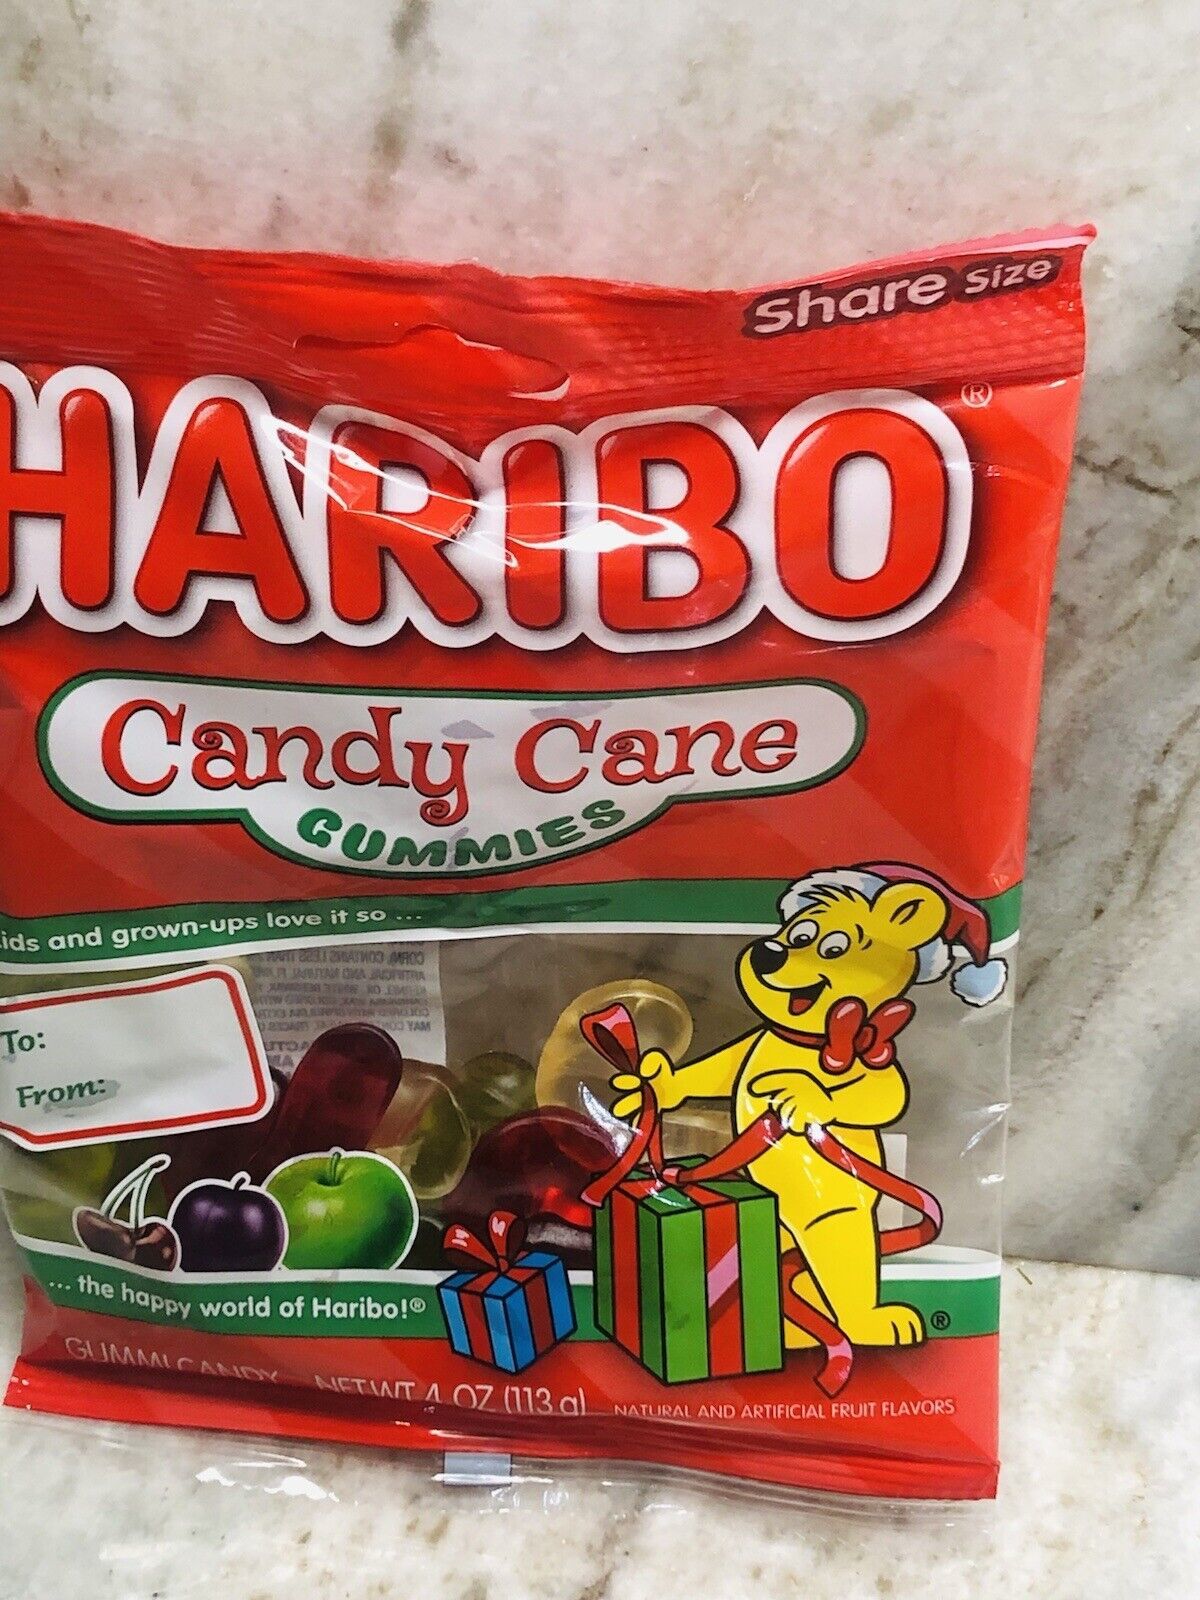 Share Size
HARIBO®
Candy Cane
GUMMIES
ids and grown-ups love it so ...
To:
From:
... the happy world of Haribo!®
®
GUMMI CANDY NET WT 4 OZ (113 g) NATURAL AND ARTIFICIAL FRUIT FLAVORS